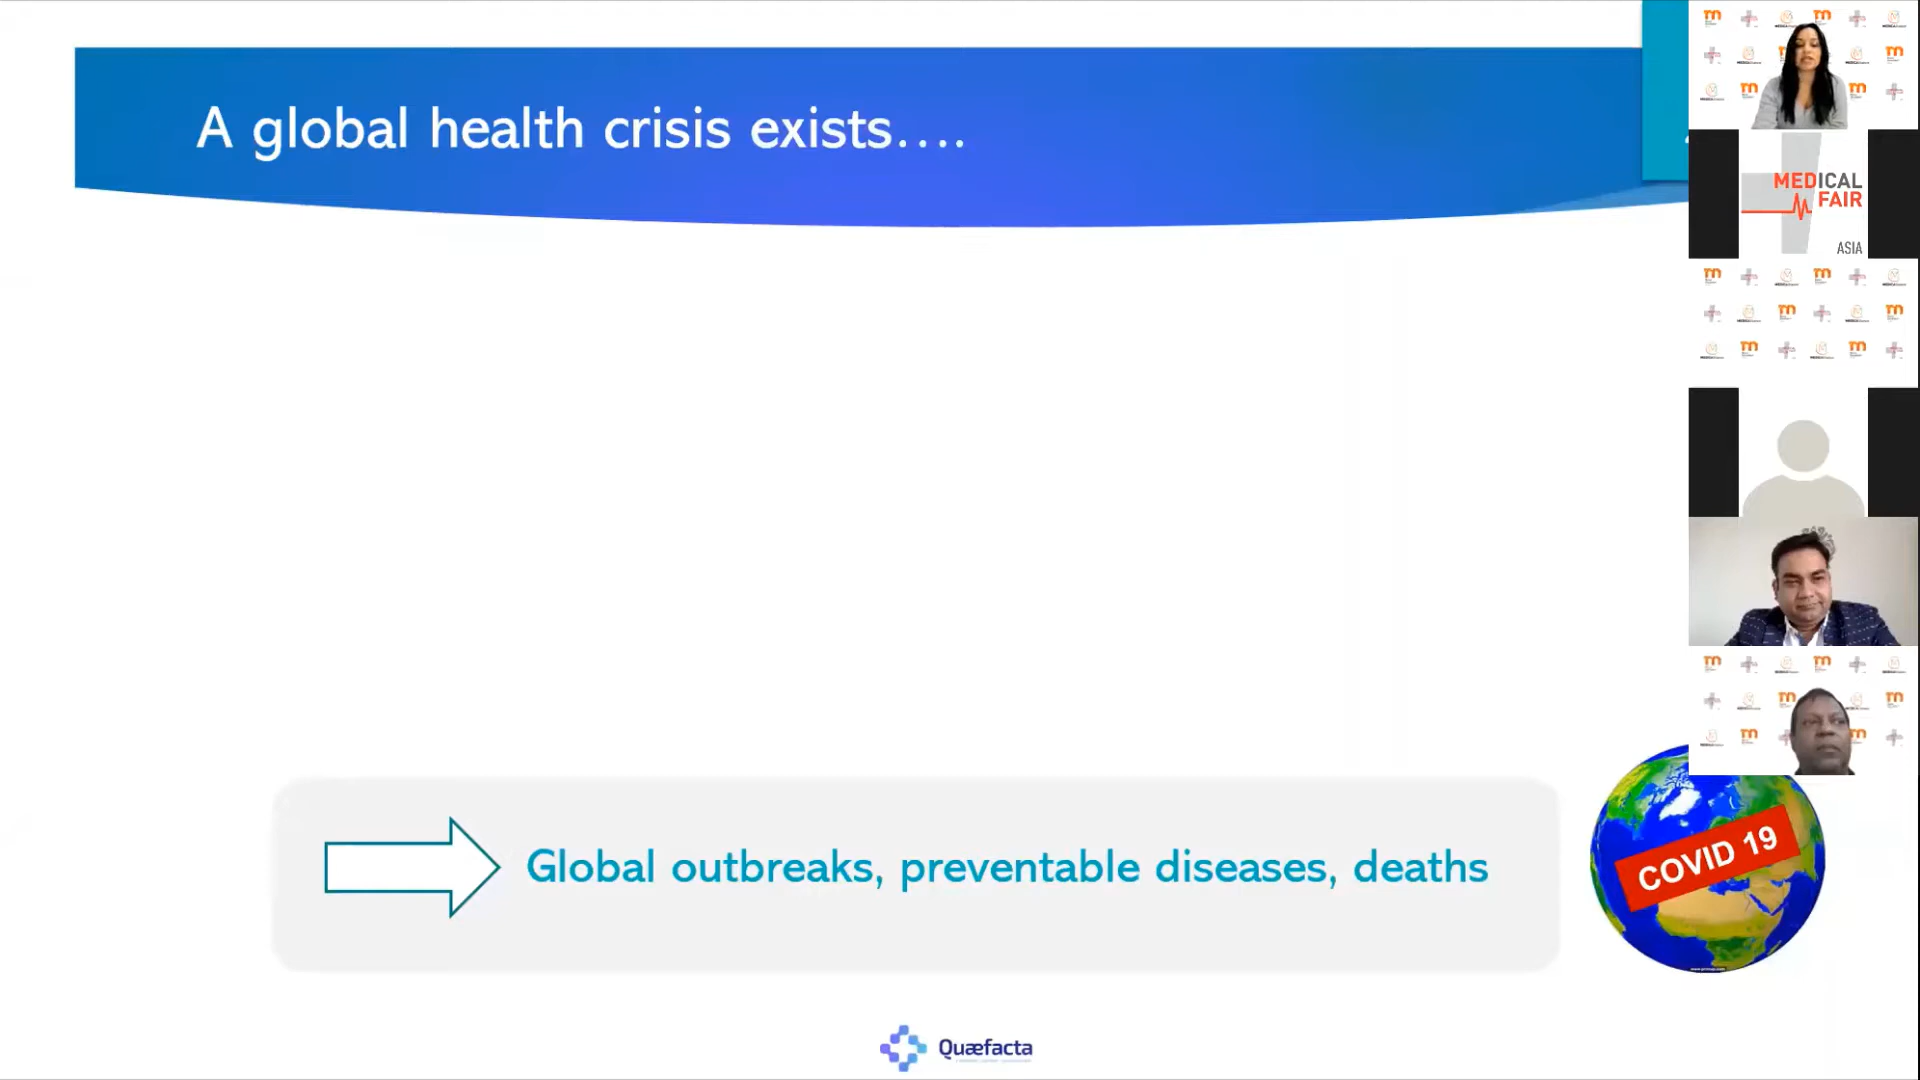 A global health crisis exists....
MEDICAL
FAIR
ASIA
COVID 19
Global outbreaks, preventable diseases, deaths
Quæfacta